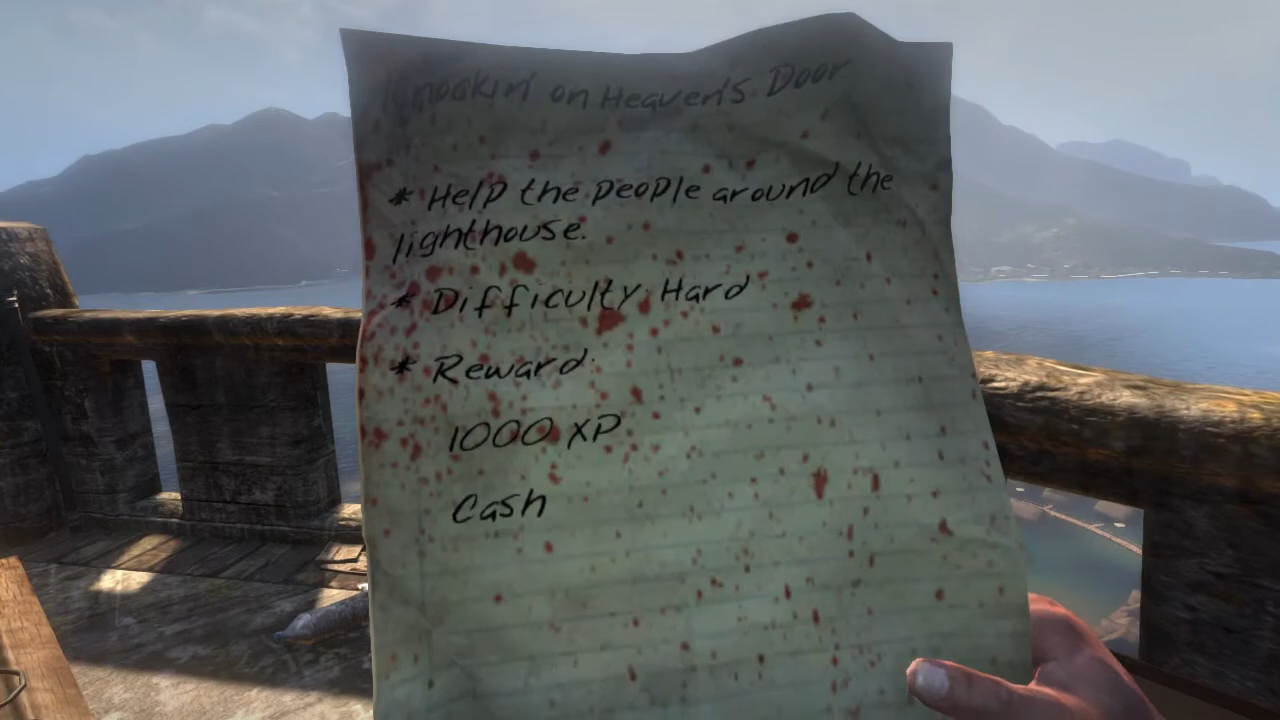 Knockin' on Heaven's Door
* Help the people around the
lighthouse.
* Difficulty: Hard
* Reward:
1000 XP
Cash